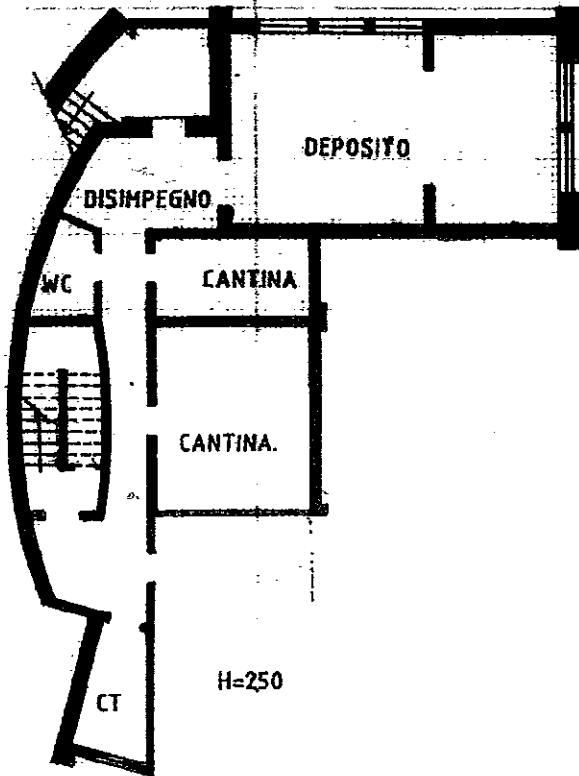 DEPOSITO
DISIMPEGNO
WC
CANTINA
CANTINA.
CT
H=250